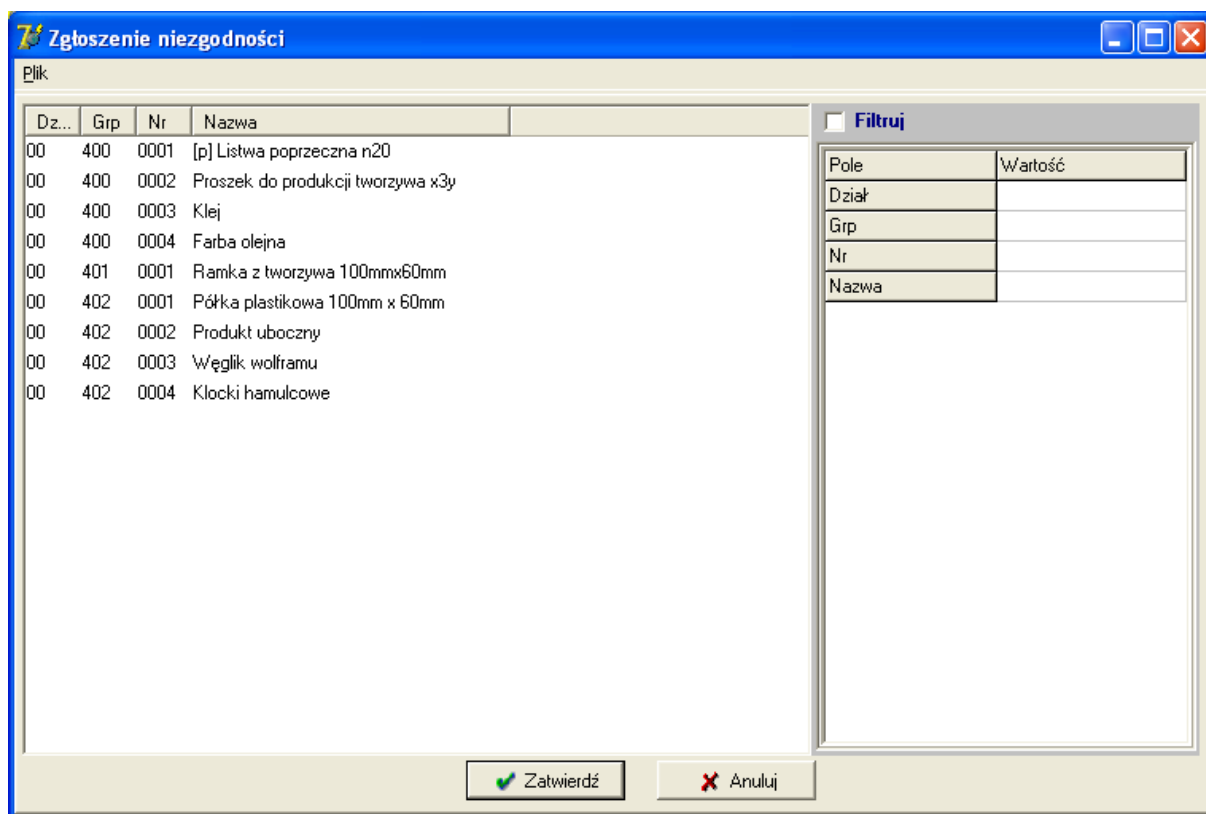 Zgłoszenie niezgodności
Plik
Dz... Grp Nr Nazwa
00 400 0001 [p] Listwa poprzeczna n20
00 400 0002 Proszek do produkcji tworzywa x3y
00 400 0003 Klej
00 400 0004 Farba olejna
00 401 0001 Ramka z tworzywa 100mmx60mm
00 402 0001 Półka plastikowa 100mm x 60mm
00 402 0002 Produkt uboczny
00 402 0003 Węglik wolframu
00 402 0004 Klocki hamulcowe
Filtruj
Pole Wartość
Dział
Grp
Nr
Nazwa
Zatwierdź Anuluj